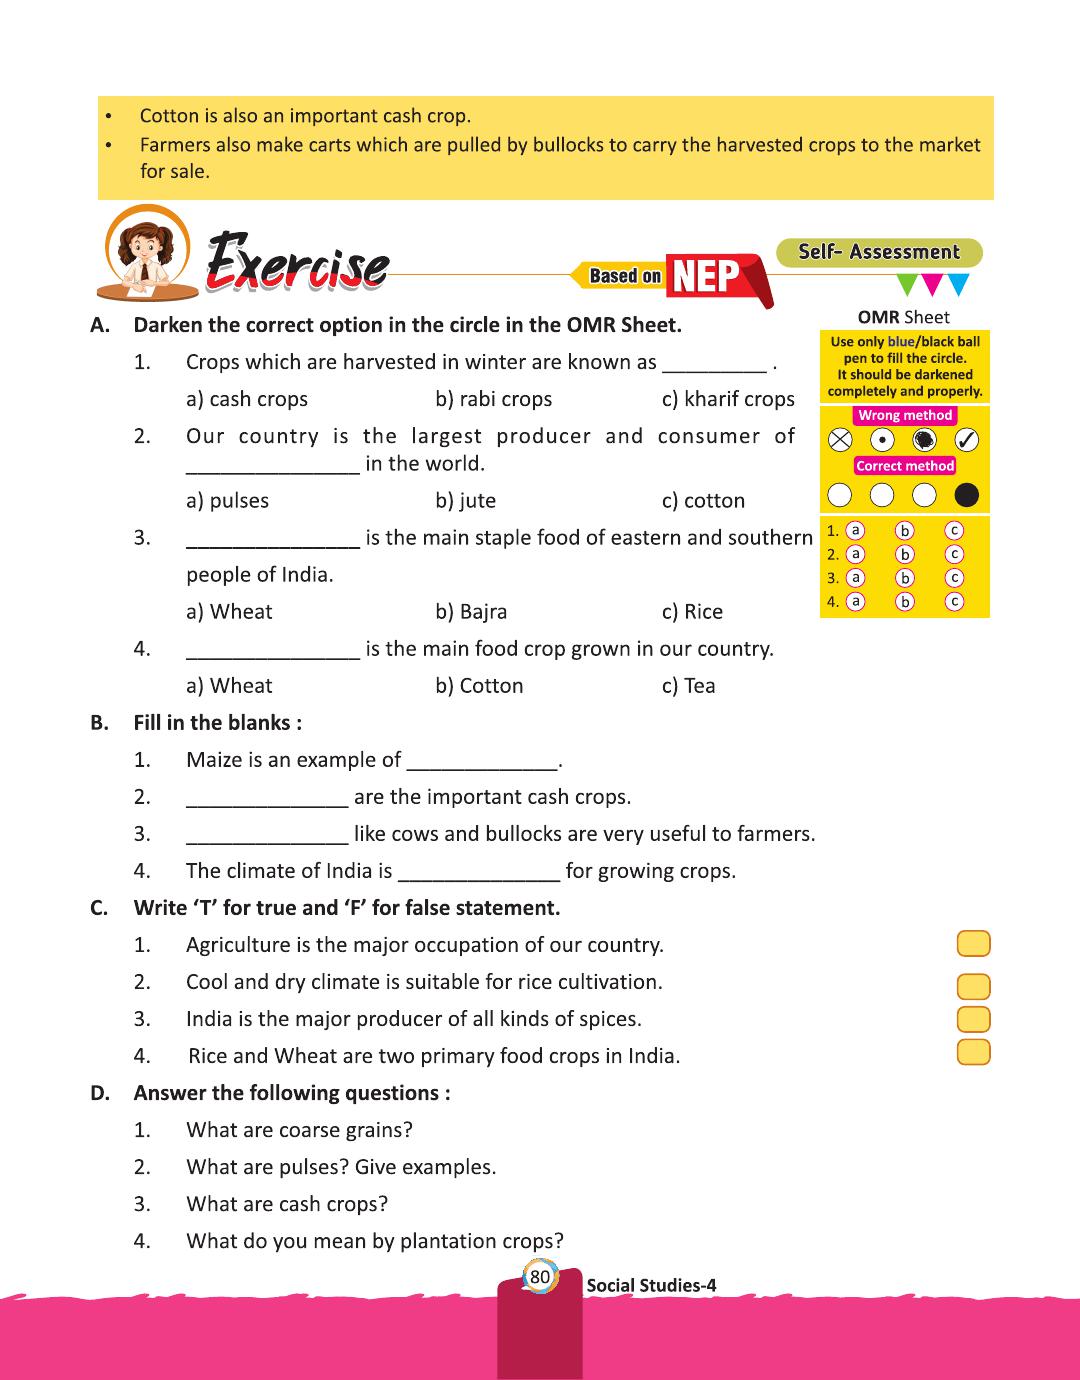 • Cotton is also an important cash crop.
• Farmers also make carts which are pulled by bullocks to carry the harvested crops to the market
for sale.
Exercise
Based on NEP
Self- Assessment
A. Darken the correct option in the circle in the OMR Sheet.
1. Crops which are harvested in winter are known as _________ .
a) cash crops b) rabi crops c) kharif crops
2. Our country is the largest producer and consumer of
_______________ in the world.
a) pulses b) jute c) cotton
3. _______________ is the main staple food of eastern and southern
people of India.
a) Wheat b) Bajra c) Rice
4. _______________ is the main food crop grown in our country.
a) Wheat b) Cotton c) Tea
OMR Sheet
Use only blue/black ball
pen to fill the circle.
It should be darkened
completely and properly.
Wrong method
Correct method
1. a b c
2. a b c
3. a b c
4. a b c
B. Fill in the blanks :
1. Maize is an example of _____________.
2. ______________ are the important cash crops.
3. ______________ like cows and bullocks are very useful to farmers.
4. The climate of India is ______________ for growing crops.
C. Write ‘T’ for true and ‘F’ for false statement.
1. Agriculture is the major occupation of our country.
2. Cool and dry climate is suitable for rice cultivation.
3. India is the major producer of all kinds of spices.
4. Rice and Wheat are two primary food crops in India.
D. Answer the following questions :
1. What are coarse grains?
2. What are pulses? Give examples.
3. What are cash crops?
4. What do you mean by plantation crops?
80
Social Studies-4